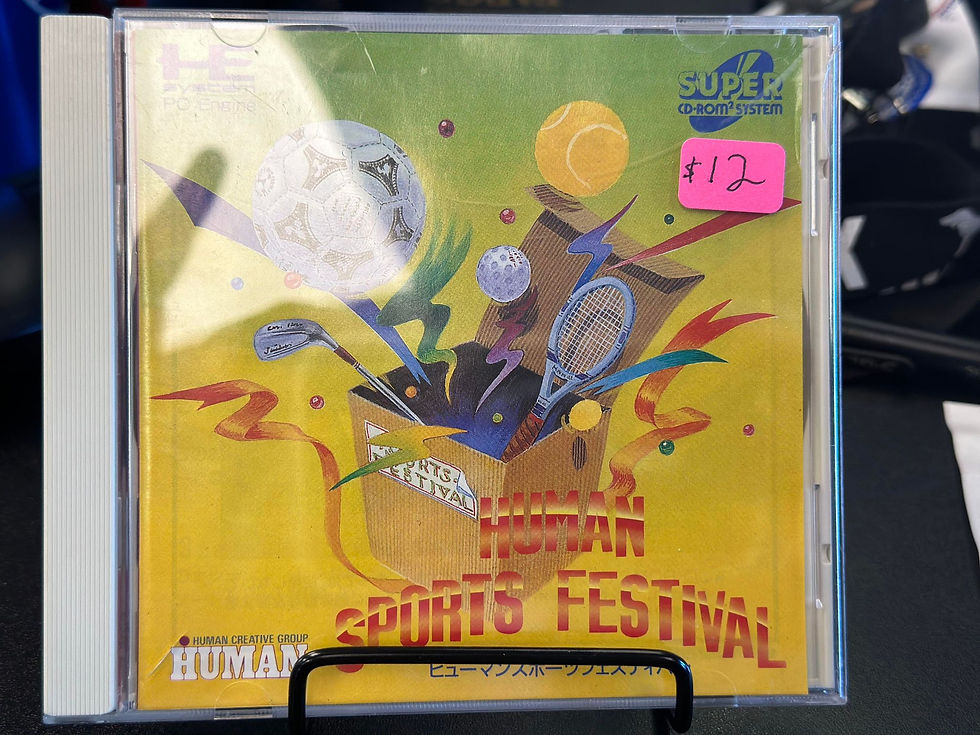 HE
system
PC Engine
SUPER
CD-ROM² SYSTEM
$12
SPORTS
FESTIVAL
HUMAN
SPORTS FESTIVAL
HUMAN CREATIVE GROUP
HUMAN
ヒューマンスポーツフェスティバ